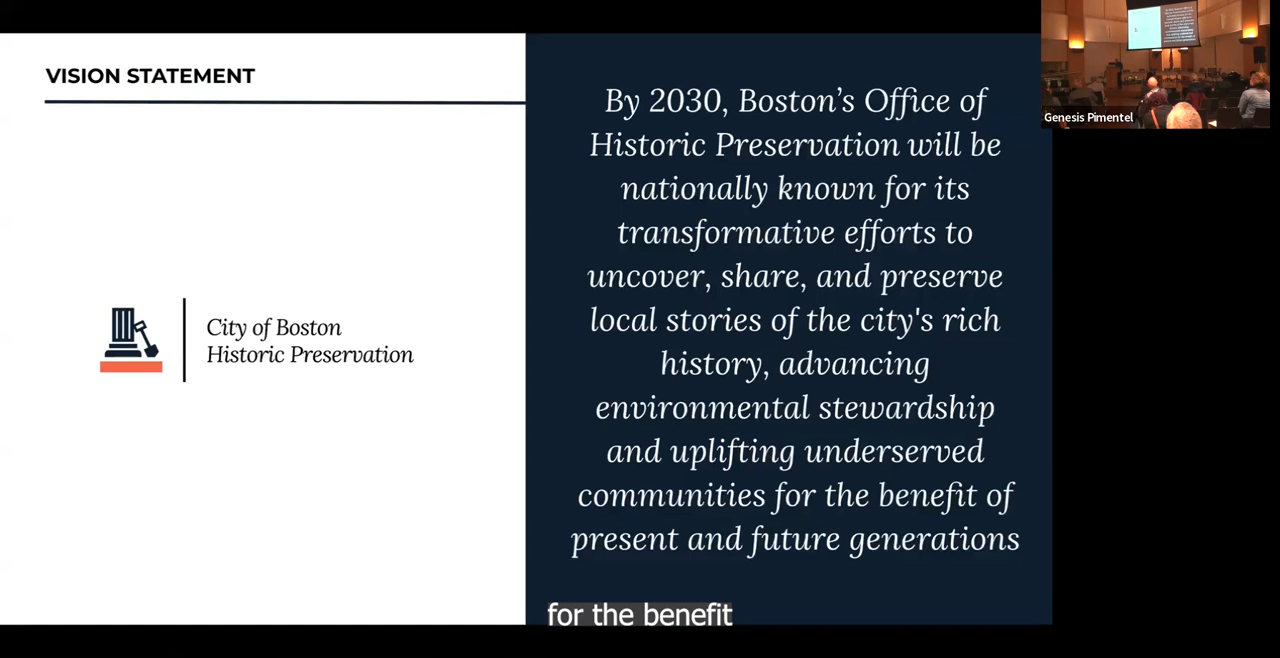 VISION STATEMENT
City of Boston
Historic Preservation
By 2030, Boston’s Office of
Historic Preservation will be
nationally known for its
transformative efforts to
uncover, share, and preserve
local stories of the city's rich
history, advancing
environmental stewardship
and uplifting underserved
communities for the benefit of
present and future generations
for the benefit
Genesis Pimentel